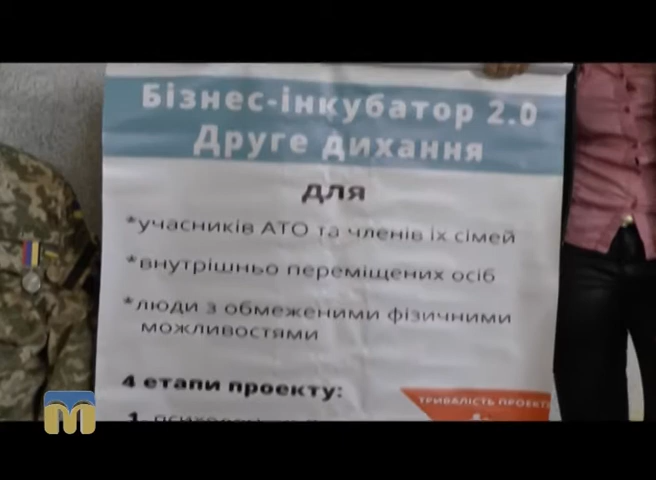 Бізнес-інкубатор 2.0
Друге дихання
для
*учасників АТО та членів їх сімей
*внутрішньо переміщених осіб
*люди з обмеженими фізичними
можливостями
4 етапи проекту:
ТРИВАЛІСТЬ ПРОЕКТУ
1.
M